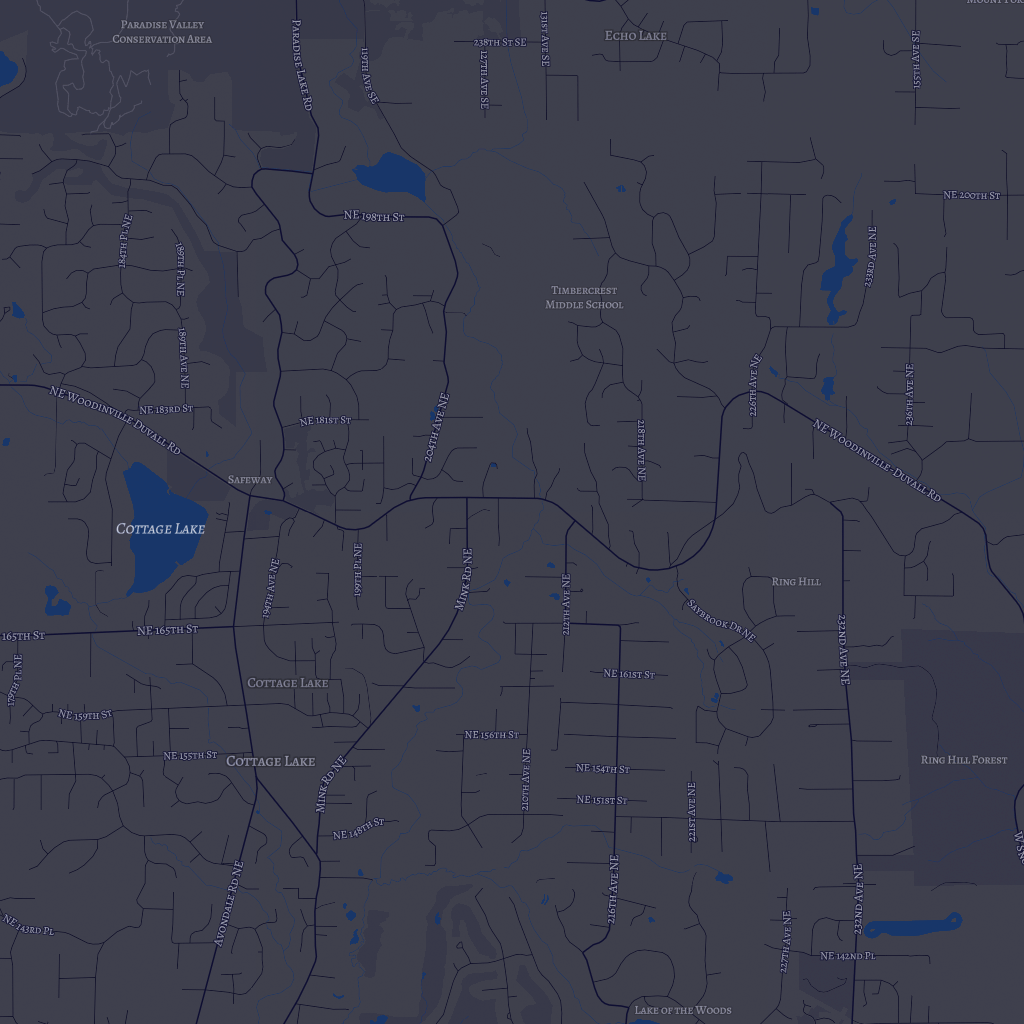 Paradise Valley
Conservation Area
Paradise Lake Rd
119th Ave SE
238th St SE
127th Ave SE
131st Ave SE
Echo Lake
155th Ave SE
NE 200th St
NE 198th St
184th Pl NE
189th Pl NE
233rd Ave NE
Timbercrest
Middle School
189th Ave NE
NE 183rd St
NE Woodinville Duvall Rd
NE 181st St
204th Ave NE
226th Ave NE
236th Ave NE
218th Ave NE
NE Woodinville-Duvall Rd
Safeway
Cottage Lake
199th Pl NE
194th Ave NE
Mink Rd NE
212th Ave NE
Saybrook Dr NE
Ring Hill
232nd Ave NE
165th St
NE 165th St
179th Pl NE
NE 161st St
Cottage Lake
NE 159th St
NE 156th St
NE 155th St
Cottage Lake
Mink Rd NE
210th Ave NE
NE 154th St
NE 151st St
221st Ave NE
Ring Hill Forest
NE 148th St
Avondale Rd NE
216th Ave NE
232nd Ave NE
227th Ave NE
NE 143rd Pl
NE 142nd Pl
Lake of the Woods